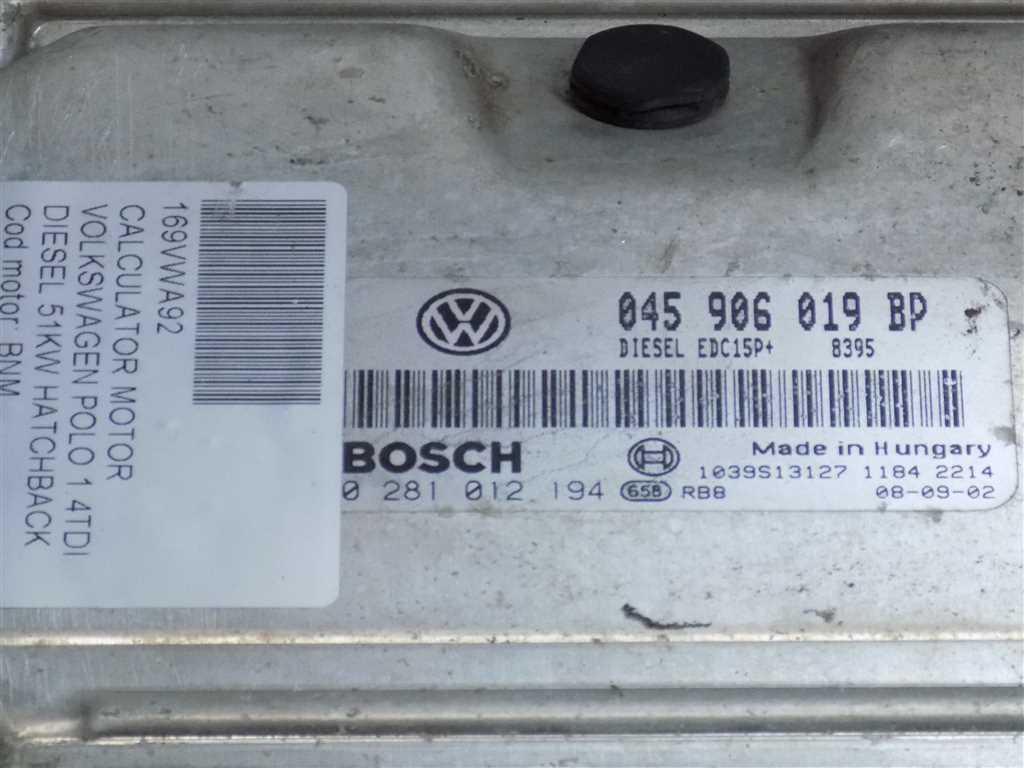 169VWA92
CALCULATOR MOTOR
VOLKSWAGEN POLO 1.4TDI
DIESEL 51KW HATCHBACK
Cod motor BNM
045 906 019 BP
DIESEL EDC15P+ 8395
BOSCH
Made in Hungary
1039S13127 1184 2214
0 281 012 194 658 RB8 08-09-02